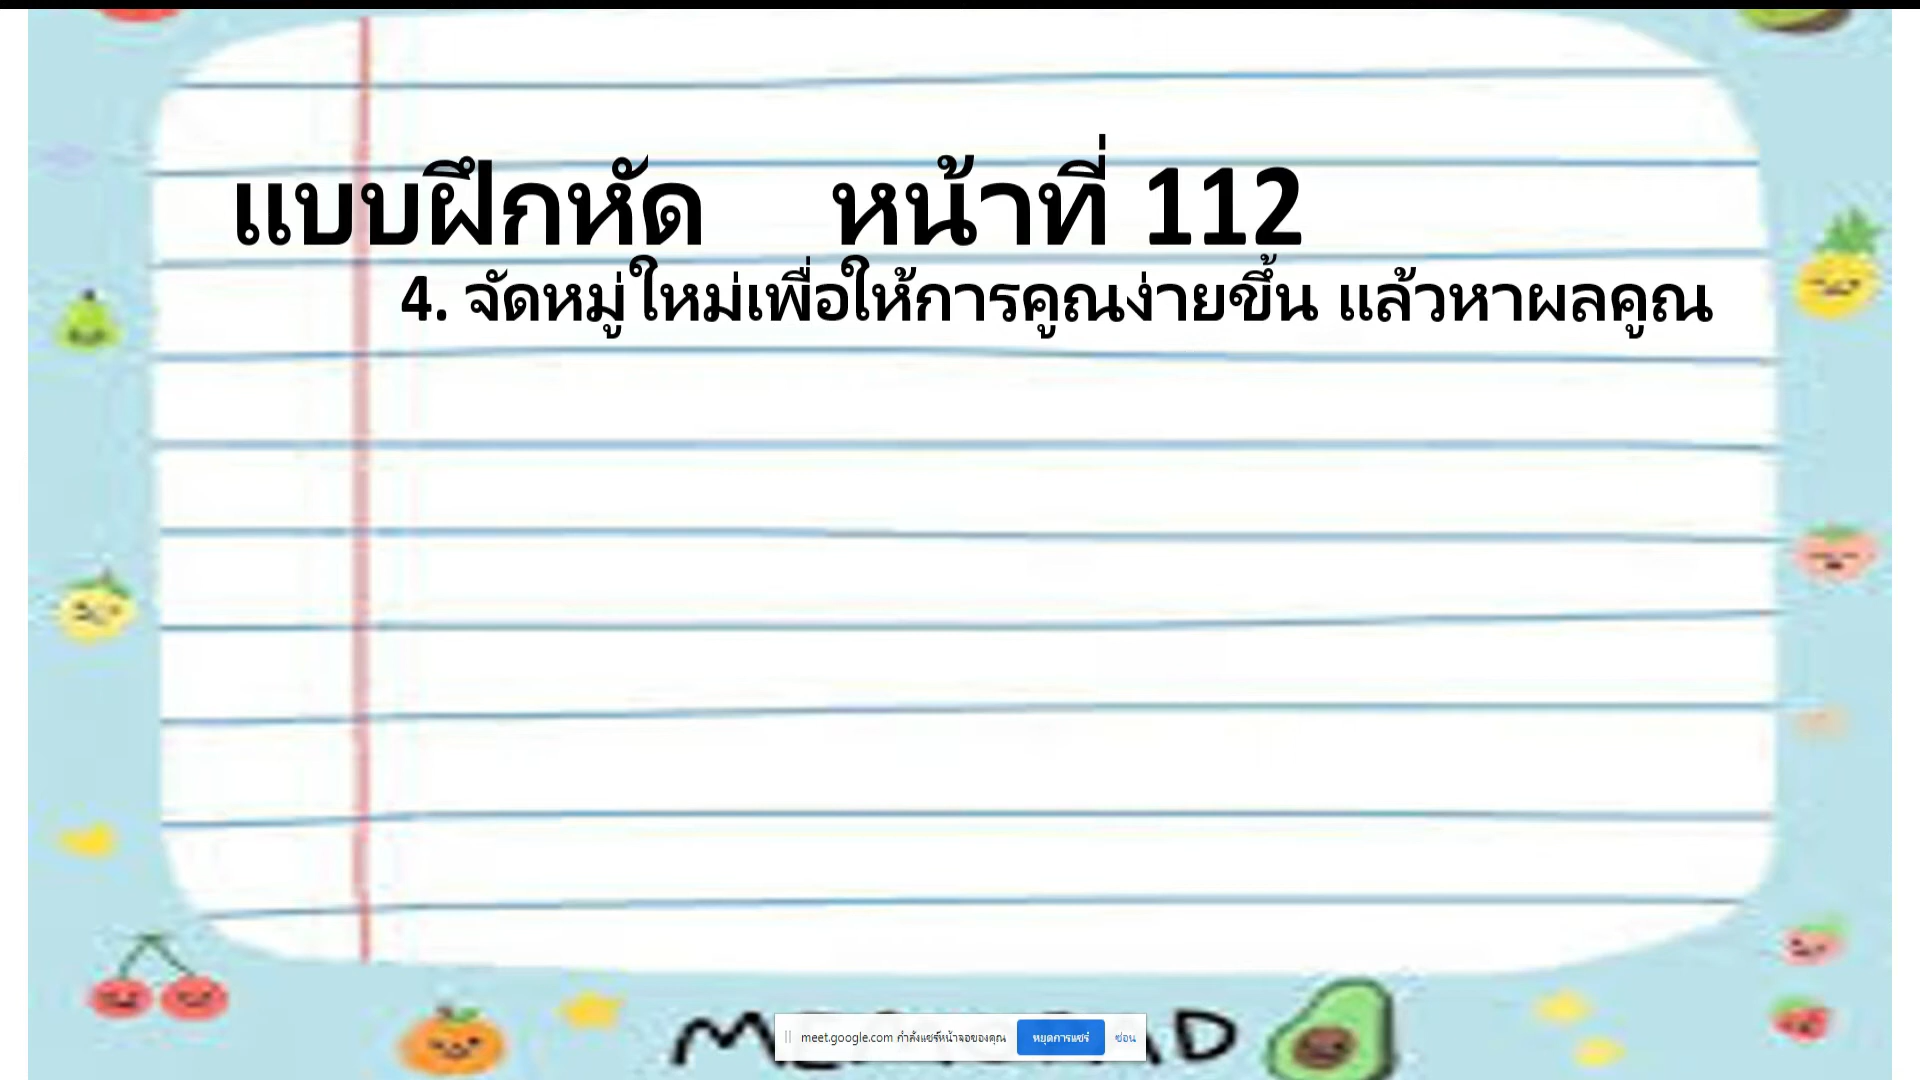 แบบฝึกหัด หน้าที่ 112
4. จัดหมู่ใหม่เพื่อให้การคูณง่ายขึ้น แล้วหาผลคูณ
meet.google.com กำลังแชร์หน้าจอของคุณ หยุดการแชร์ ซ่อน